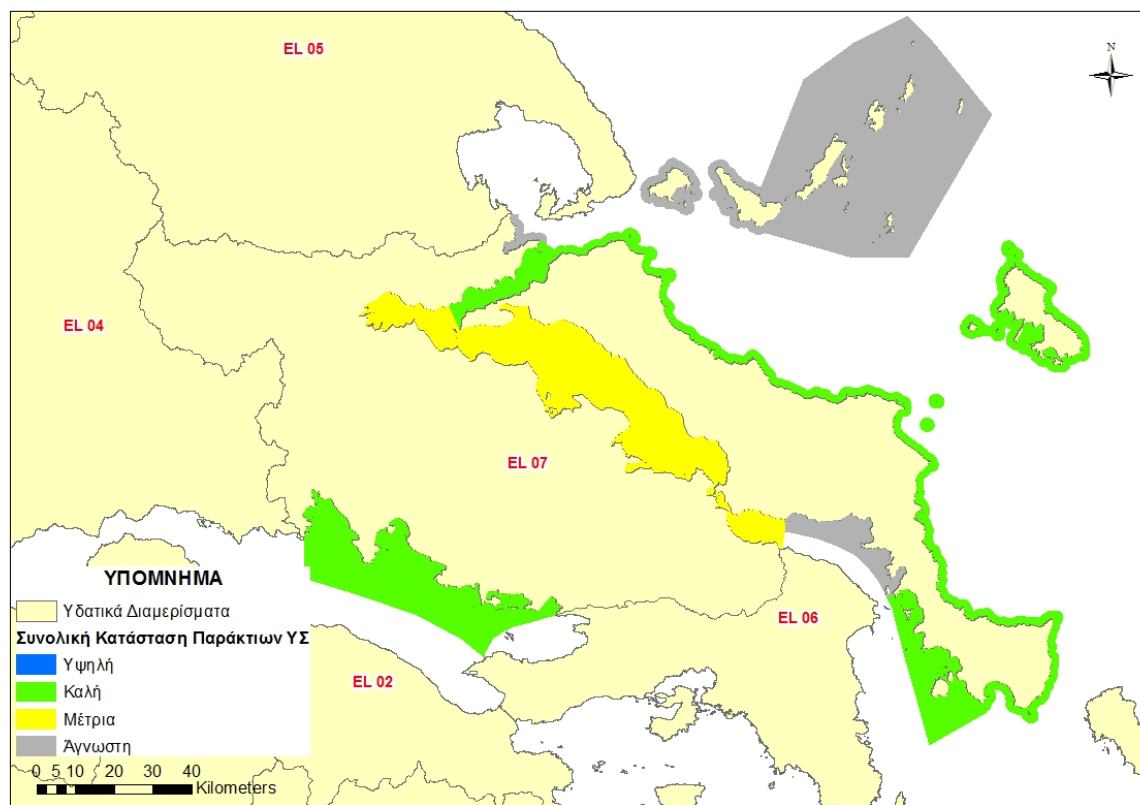 EL 05
N
EL 04
EL 07
EL 06
EL 02
ΥΠΟΜΝΗΜΑ
Υδατικά Διαμερίσματα
Συνολική Κατάσταση Παράκτιων ΥΣ
Υψηλή
Καλή
Μέτρια
Άγνωστη
0 5 10 20 30 40
Kilometers